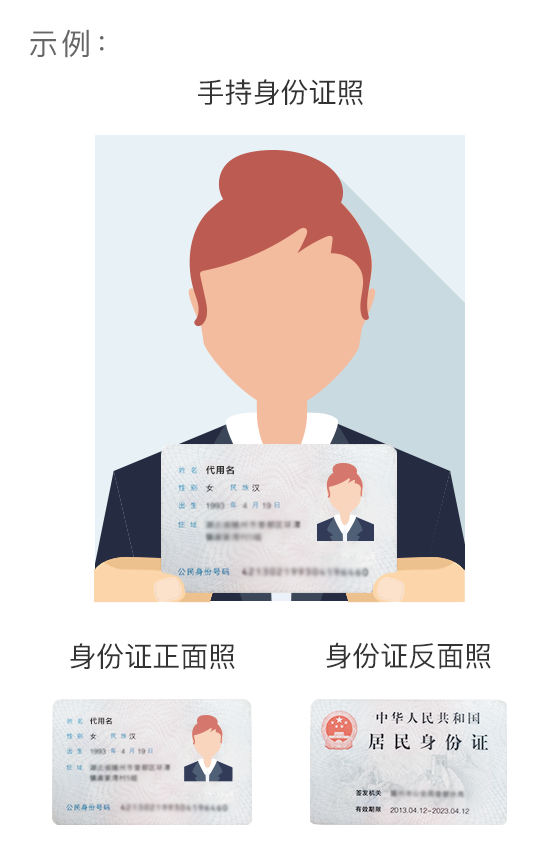 示例：
手持身份证照
姓名 代用名
性别 女 民族 汉
出生 1993 年 4 月 19 日
住址
公民身份号码
身份证正面照
身份证反面照
姓名 代用名
性别 女 民族 汉
出生 1993 年 4 月 19 日
住址
公民身份号码
中华人民共和国
居民身份证
签发机关
有效期限 2013.04.12-2023.04.12